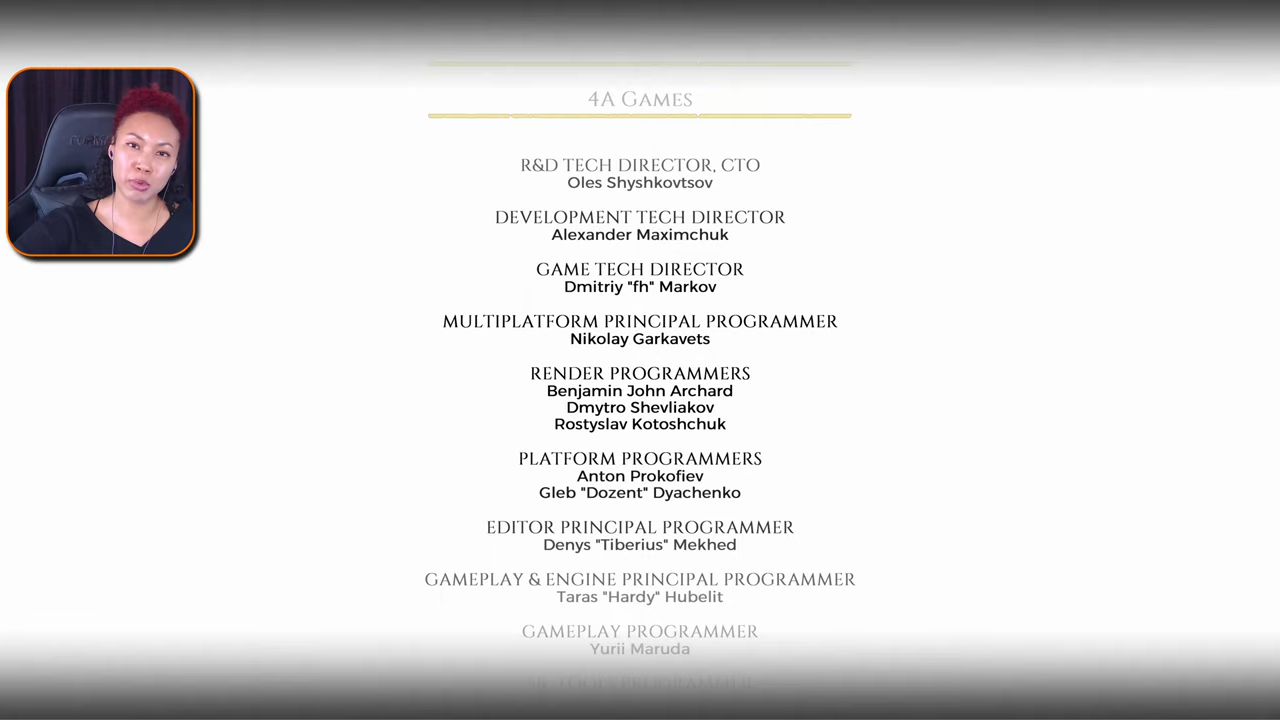 4A Games
R&D TECH DIRECTOR, CTO
Oles Shyshkovtsov
DEVELOPMENT TECH DIRECTOR
Alexander Maximchuk
GAME TECH DIRECTOR
Dmitriy "fh" Markov
MULTIPLATFORM PRINCIPAL PROGRAMMER
Nikolay Garkavets
RENDER PROGRAMMERS
Benjamin John Archard
Dmytro Shevliakov
Rostyslav Kotoshchuk
PLATFORM PROGRAMMERS
Anton Prokofiev
Gleb "Dozent" Dyachenko
EDITOR PRINCIPAL PROGRAMMER
Denys "Tiberius" Mekhed
GAMEPLAY & ENGINE PRINCIPAL PROGRAMMER
Taras "Hardy" Hubelit
GAMEPLAY PROGRAMMER
Yurii Maruda
PROGRAMMER